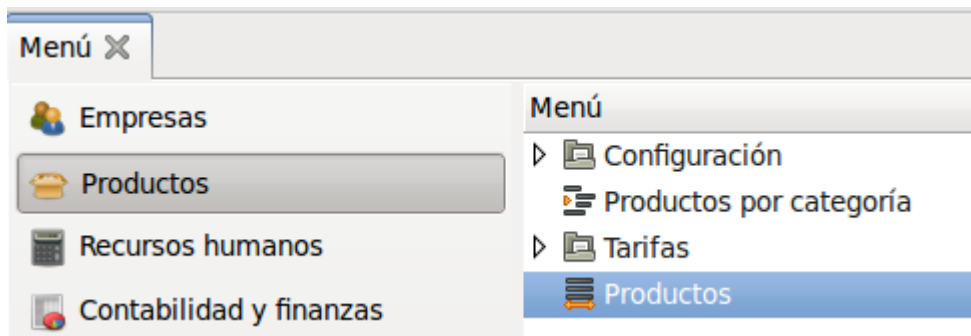 Menú
Empresas
Productos
Recursos humanos
Contabilidad y finanzas
Menú
Configuración
Productos por categoría
Tarifas
Productos